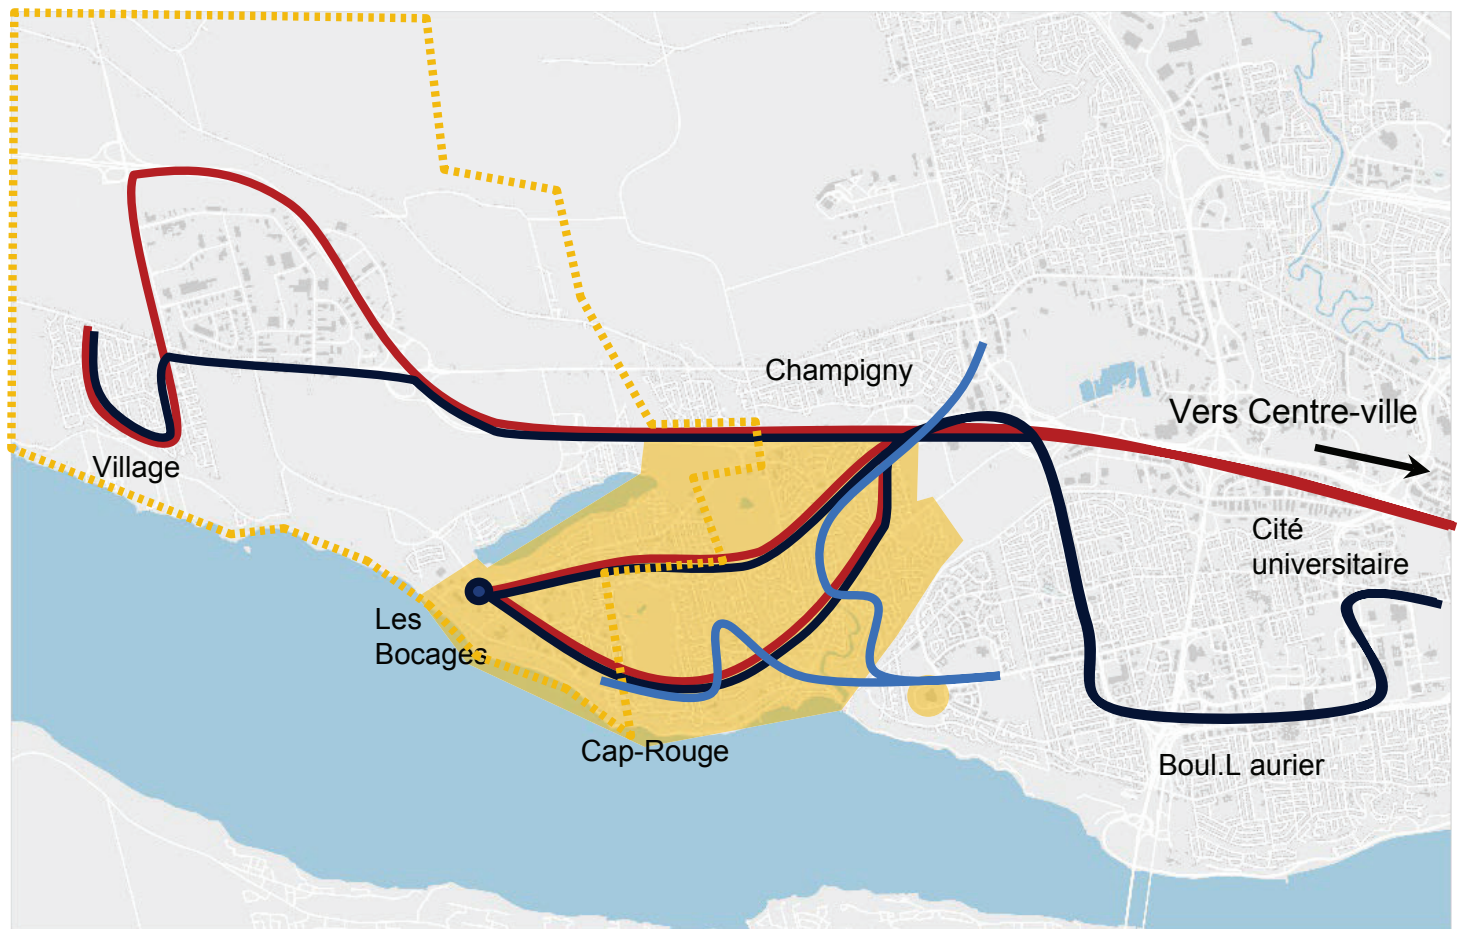 Champigny
Vers Centre-ville
Village
Cité
universitaire
Les
Bocages
Cap-Rouge
Boul.L aurier